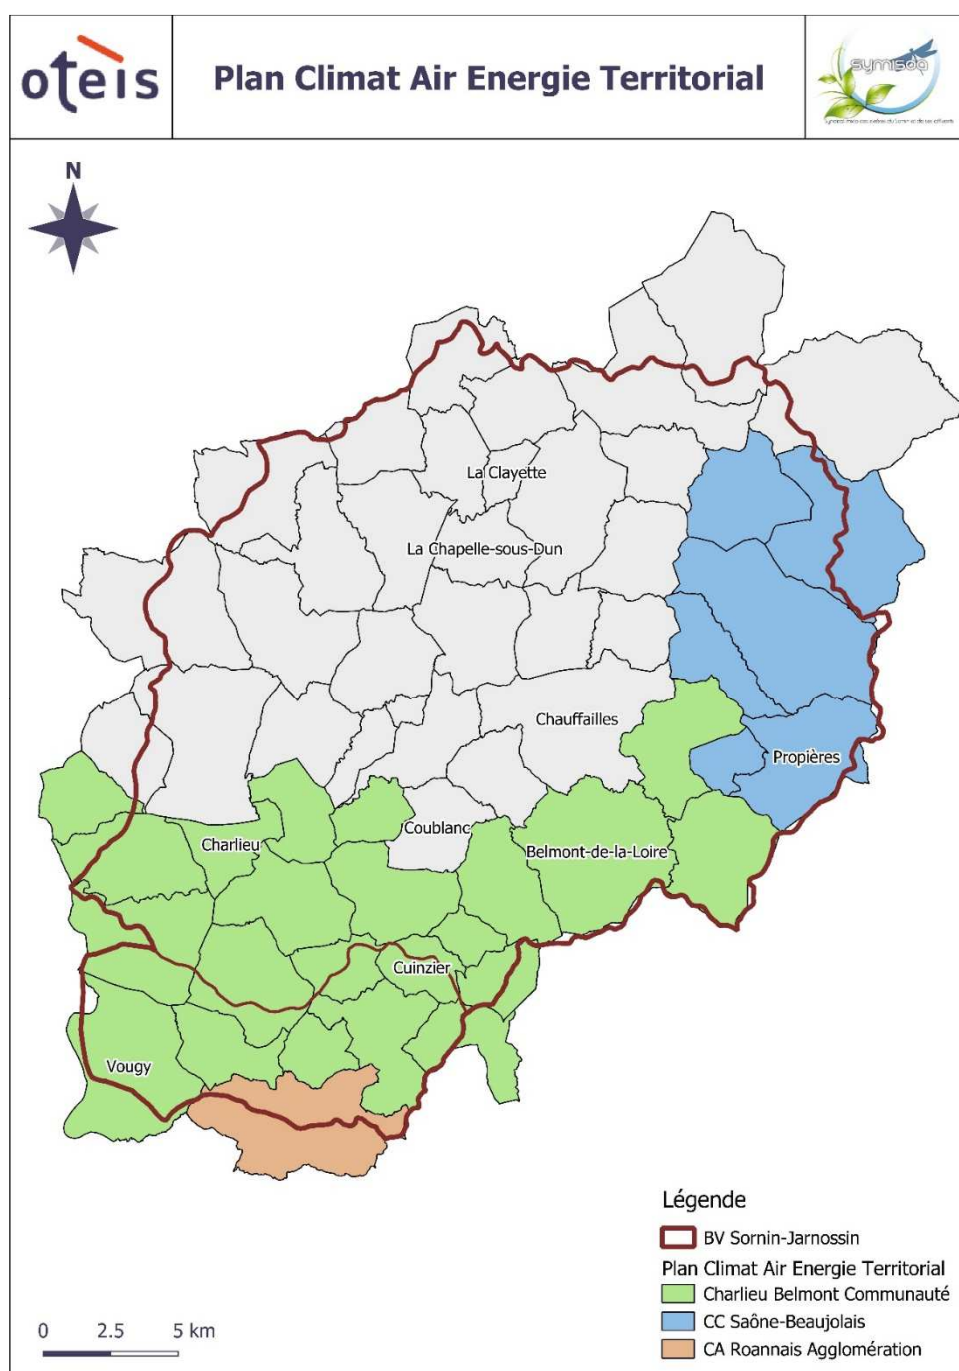 oteis
Plan Climat Air Energie Territorial
symisoa
N
La Clayette
La Chapelle-sous-Dun
Chauffailles
Propières
Coublanc
Charlieu
Belmont-de-la-Loire
Cuinzier
Vougy
Légende
BV Sornin-Jarnossin
Plan Climat Air Energie Territorial
Charlieu Belmont Communauté
CC Saône-Beaujolais
CA Roannais Agglomération
0 2.5 5 km